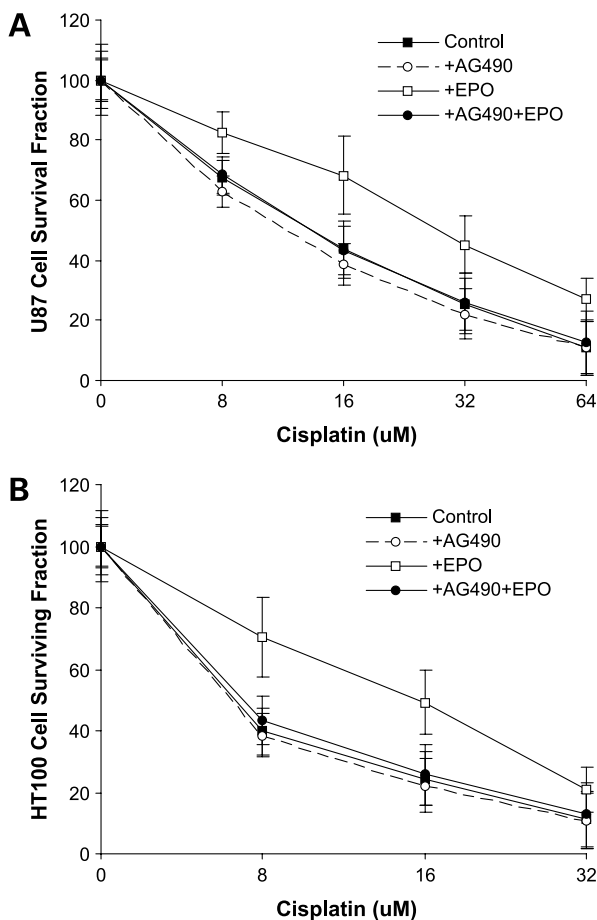 A
120
100
80
60
40
20
0
U87 Cell Survival Fraction
Control
+AG490
+EPO
+AG490+EPO
0 8 16 32 64
Cisplatin (uM)
B
120
100
80
60
40
20
0
HT100 Cell Surviving Fraction
Control
+AG490
+EPO
+AG490+EPO
0 8 16 32
Cisplatin (uM)